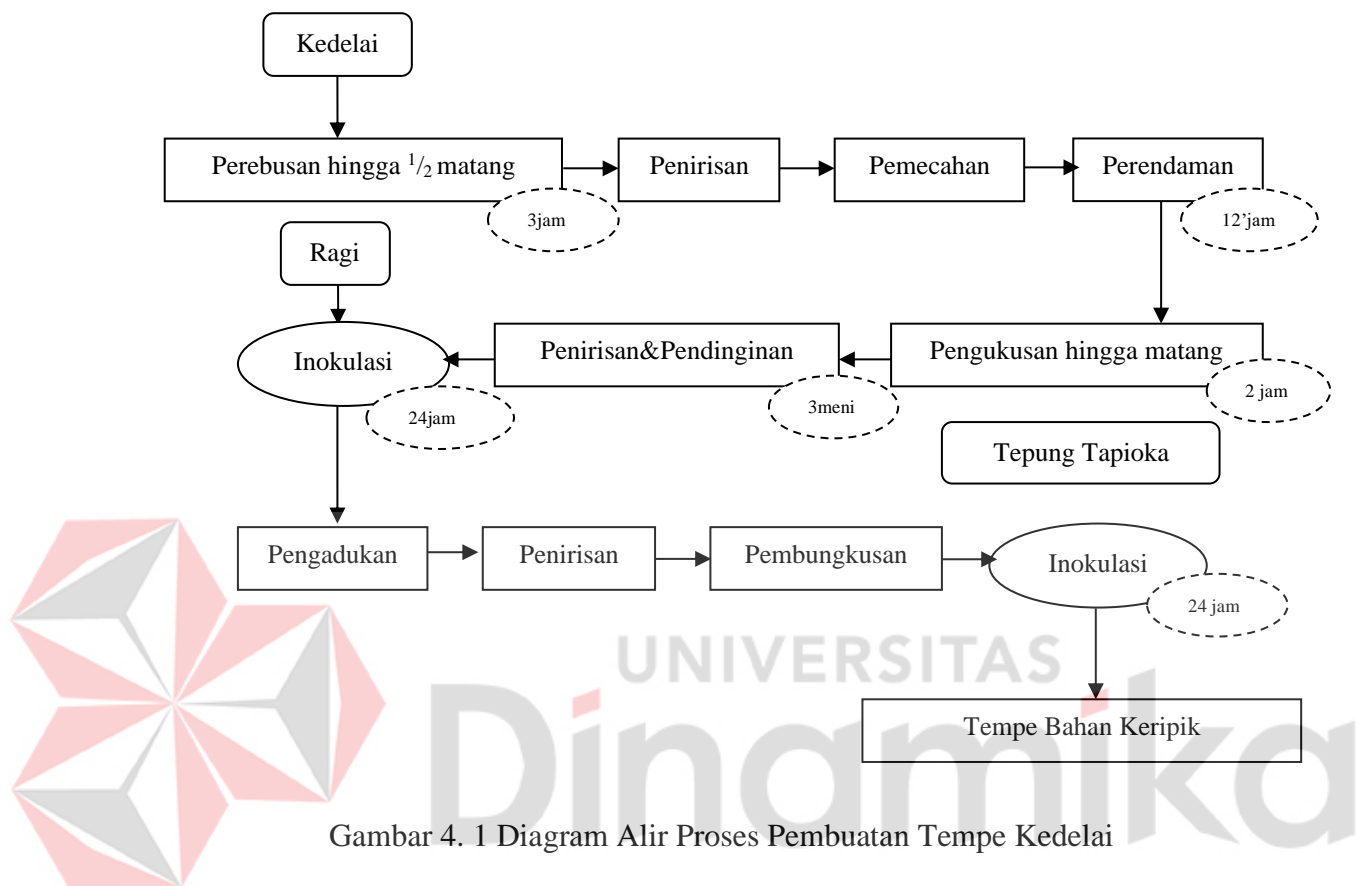 Kedelai
Perebusan hingga 1/2 matang
Penirisan
Pemecahan
Perendaman
3jam
12’jam
Ragi
Inokulasi
Penirisan&Pendinginan
Pengukusan hingga matang
24jam
3meni
2 jam
Tepung Tapioka
Pengadukan
Penirisan
Pembungkusan
Inokulasi
24 jam
UNIVERSITAS
Dinamika
Tempe Bahan Keripik
Gambar 4. 1 Diagram Alir Proses Pembuatan Tempe Kedelai